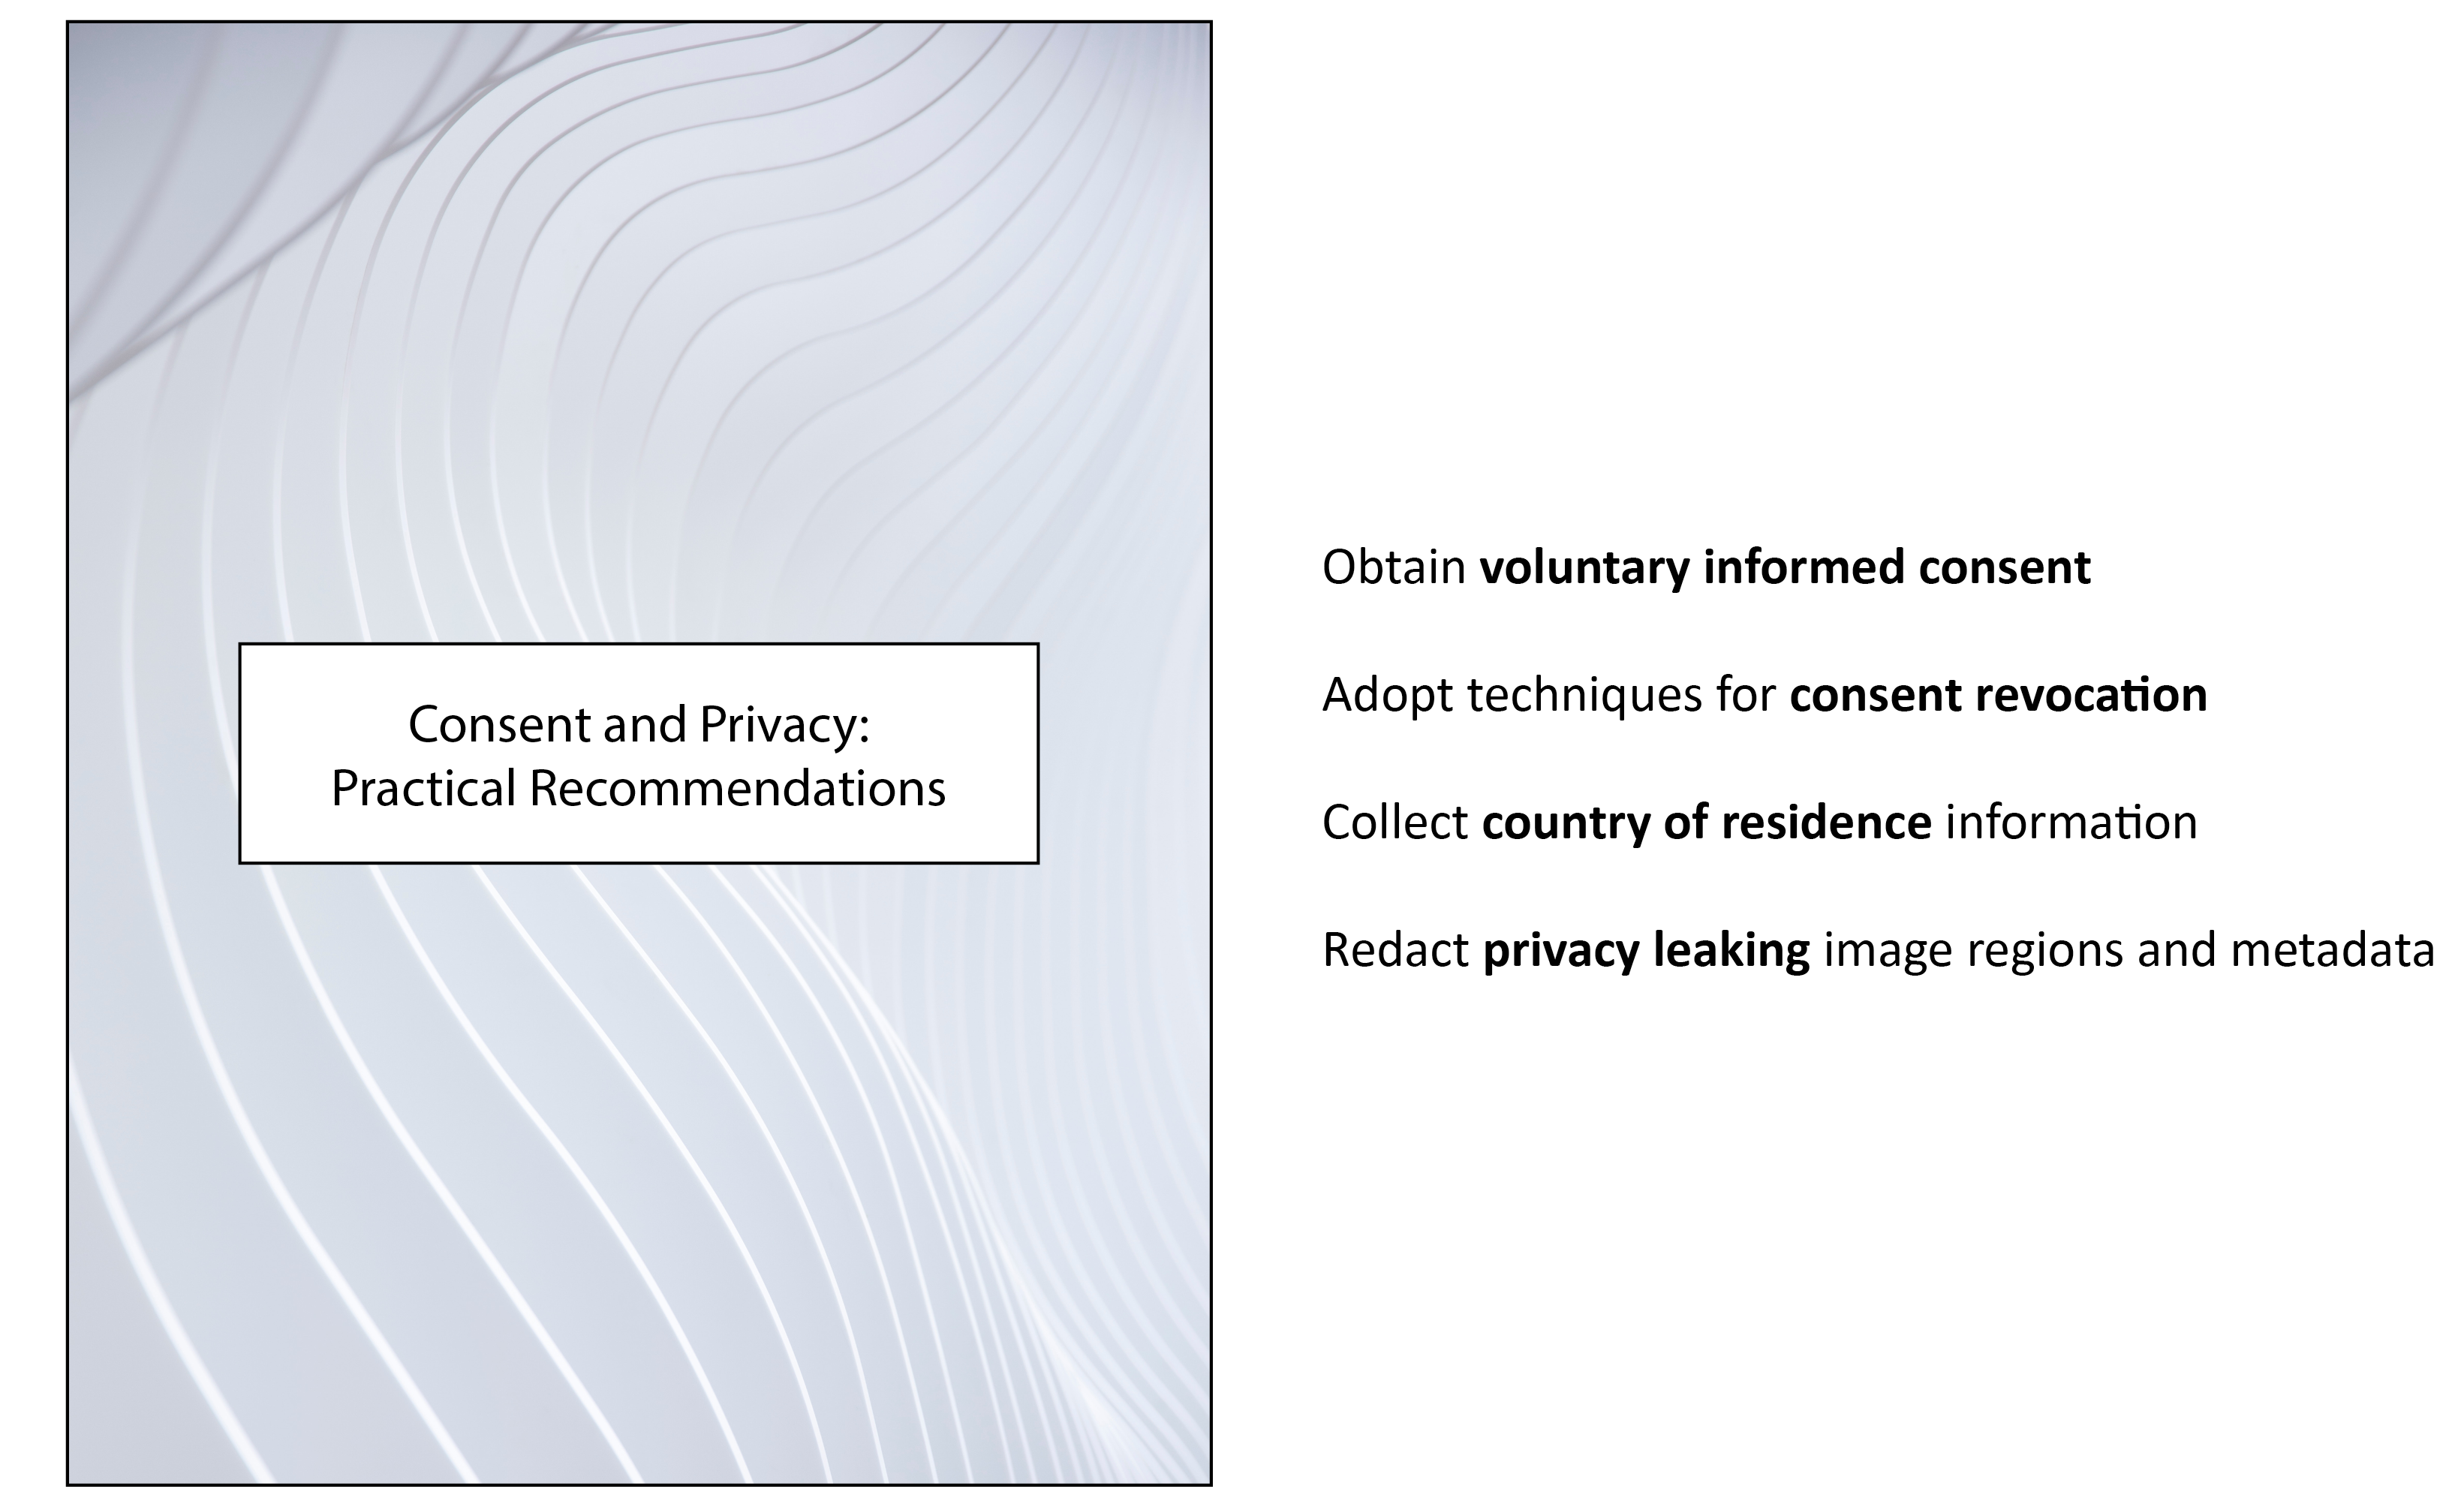 Consent and Privacy:
Practical Recommendations
Obtain voluntary informed consent
Adopt techniques for consent revocation
Collect country of residence information
Redact privacy leaking image regions and metadata